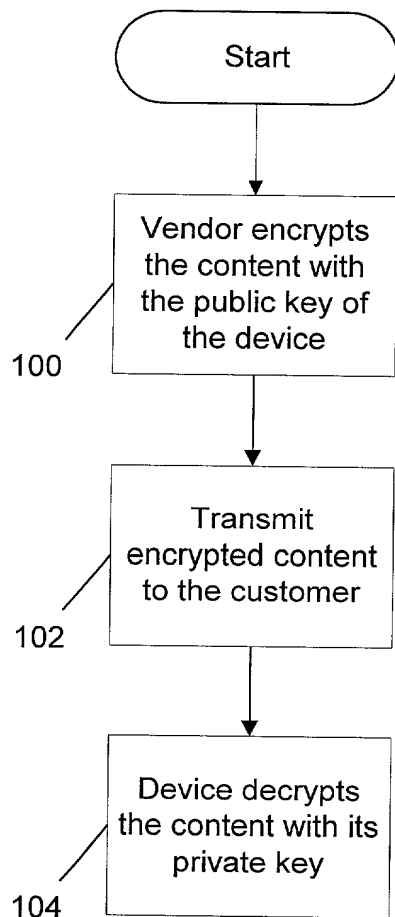 Start
Vendor encrypts
the content with
the public key of
the device
100
Transmit
encrypted content
to the customer
102
Device decrypts
the content with its
private key
104